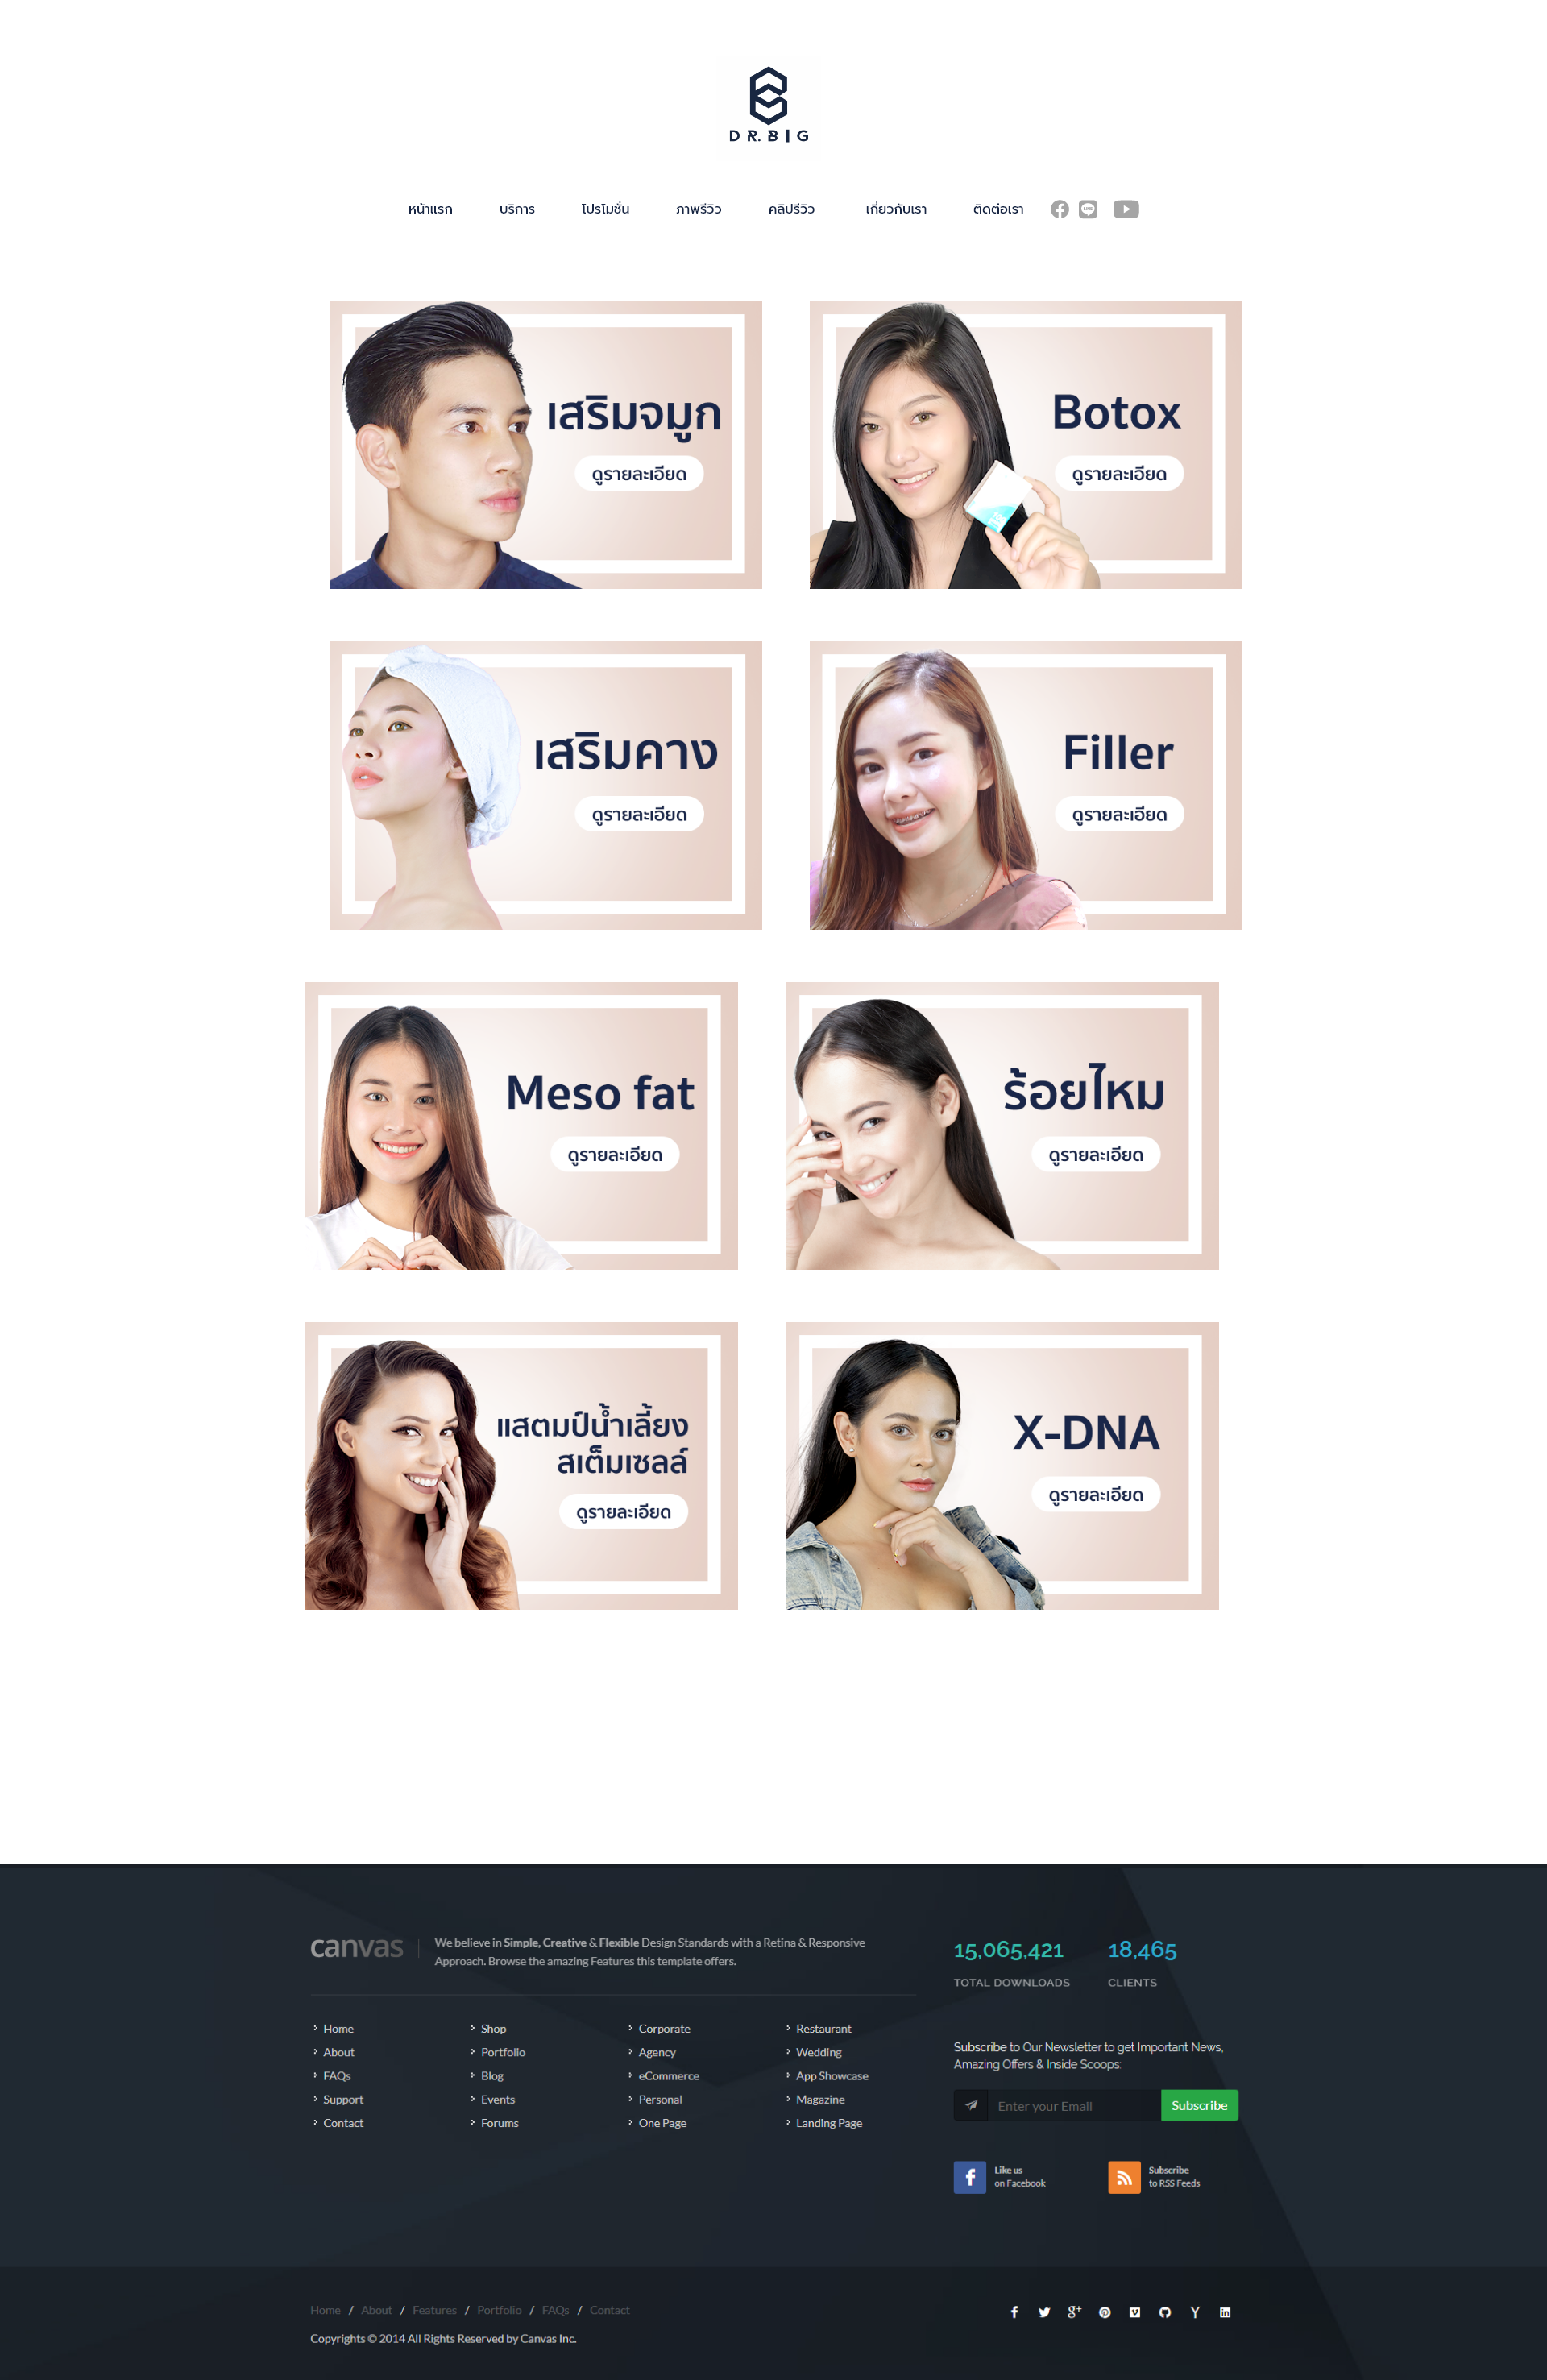 DR.BIG
หน้าแรก บริการ โปรโมชั่น ภาพรีวิว คลิปรีวิว เกี่ยวกับเรา ติดต่อเรา
เสริมจมูก
ดูรายละเอียด
Botox
ดูรายละเอียด
เสริมคาง
ดูรายละเอียด
Filler
ดูรายละเอียด
Meso fat
ดูรายละเอียด
ร้อยไหม
ดูรายละเอียด
แสตมป์น้ำเลี้ยง
สเต็มเซลล์
ดูรายละเอียด
X-DNA
ดูรายละเอียด
canvas
We believe in Simple, Creative & Flexible Design Standards with a Retina & Responsive
Approach. Browse the amazing Features this template offers.
Home
About
FAQs
Support
Contact
Shop
Portfolio
Blog
Events
Forums
Corporate
Agency
eCommerce
Personal
One Page
Restaurant
Wedding
App Showcase
Magazine
Landing Page
15,065,421
TOTAL DOWNLOADS
18,465
CLIENTS
Subscribe to Our Newsletter to get Important News,
Amazing Offers & Inside Scoops:
Enter your Email
Subscribe
Like us
on Facebook
Subscribe
to RSS Feeds
Home / About / Features / Portfolio / FAQs / Contact
Copyrights © 2014 All Rights Reserved by Canvas Inc.